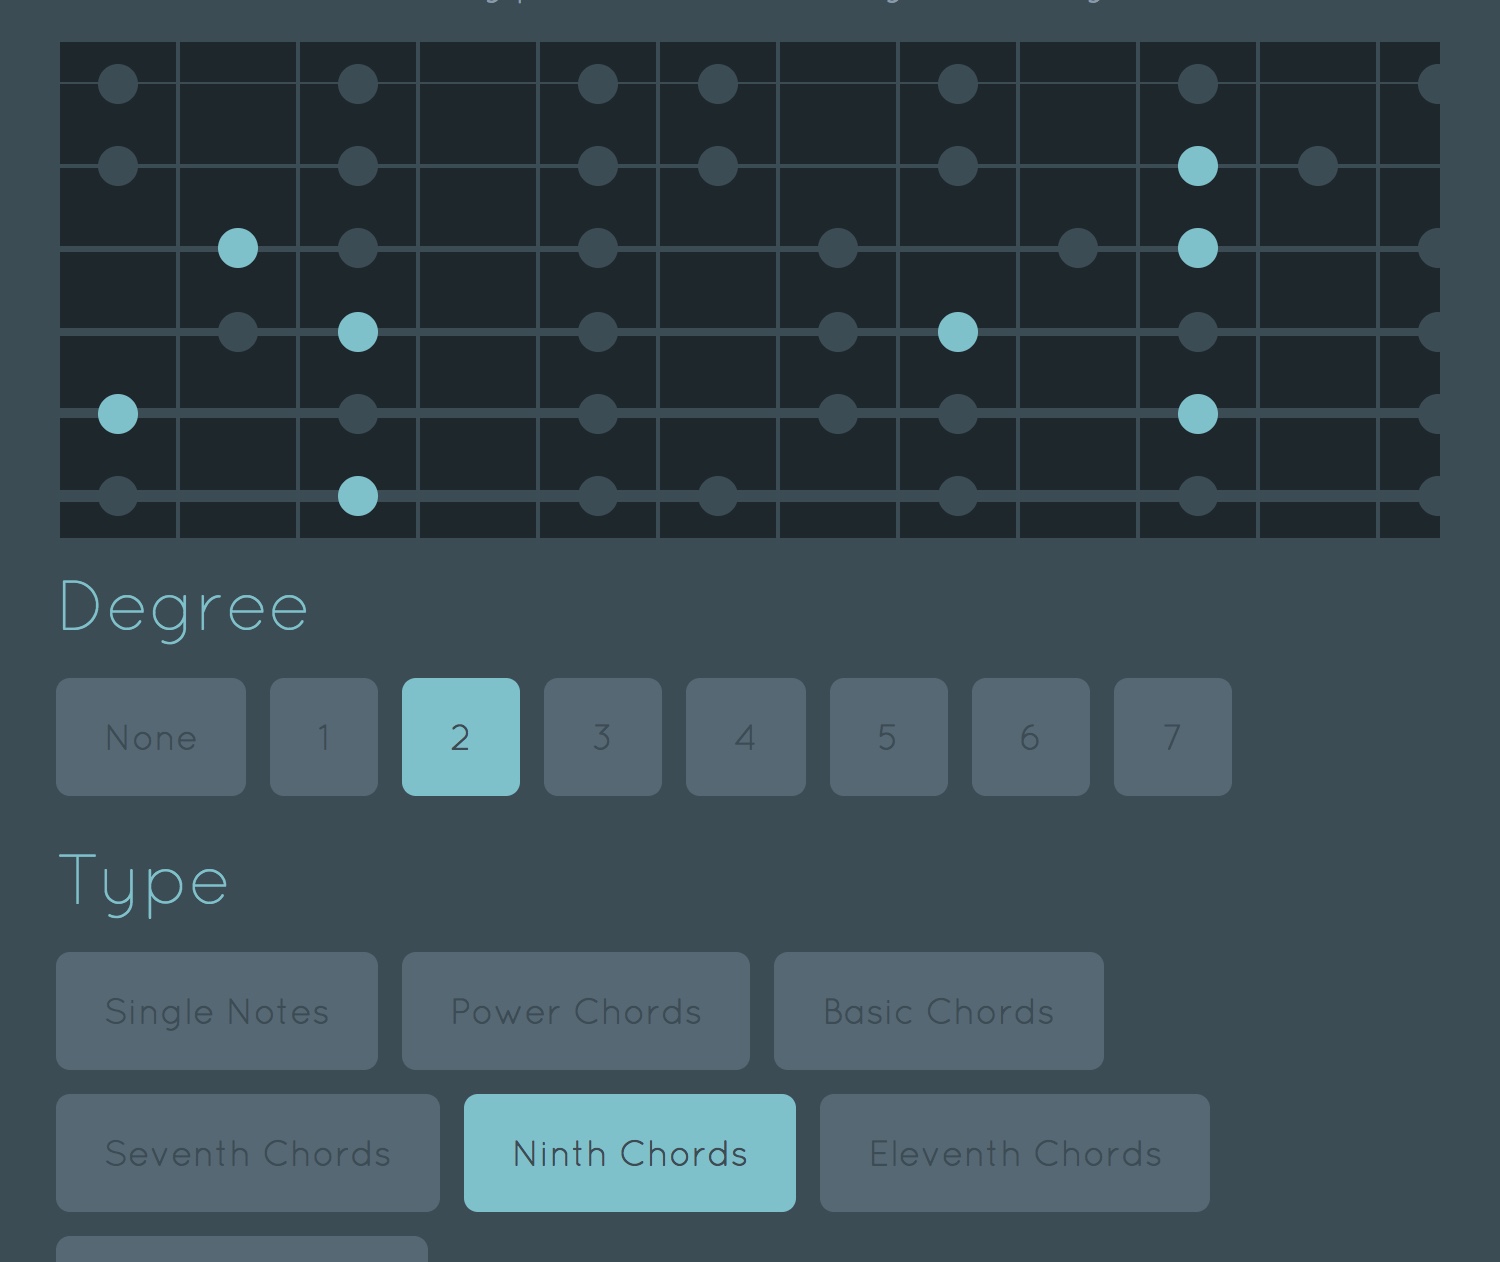 Degree
None 1 2 3 4 5 6 7
Type
Single Notes Power Chords Basic Chords
Seventh Chords Ninth Chords Eleventh Chords